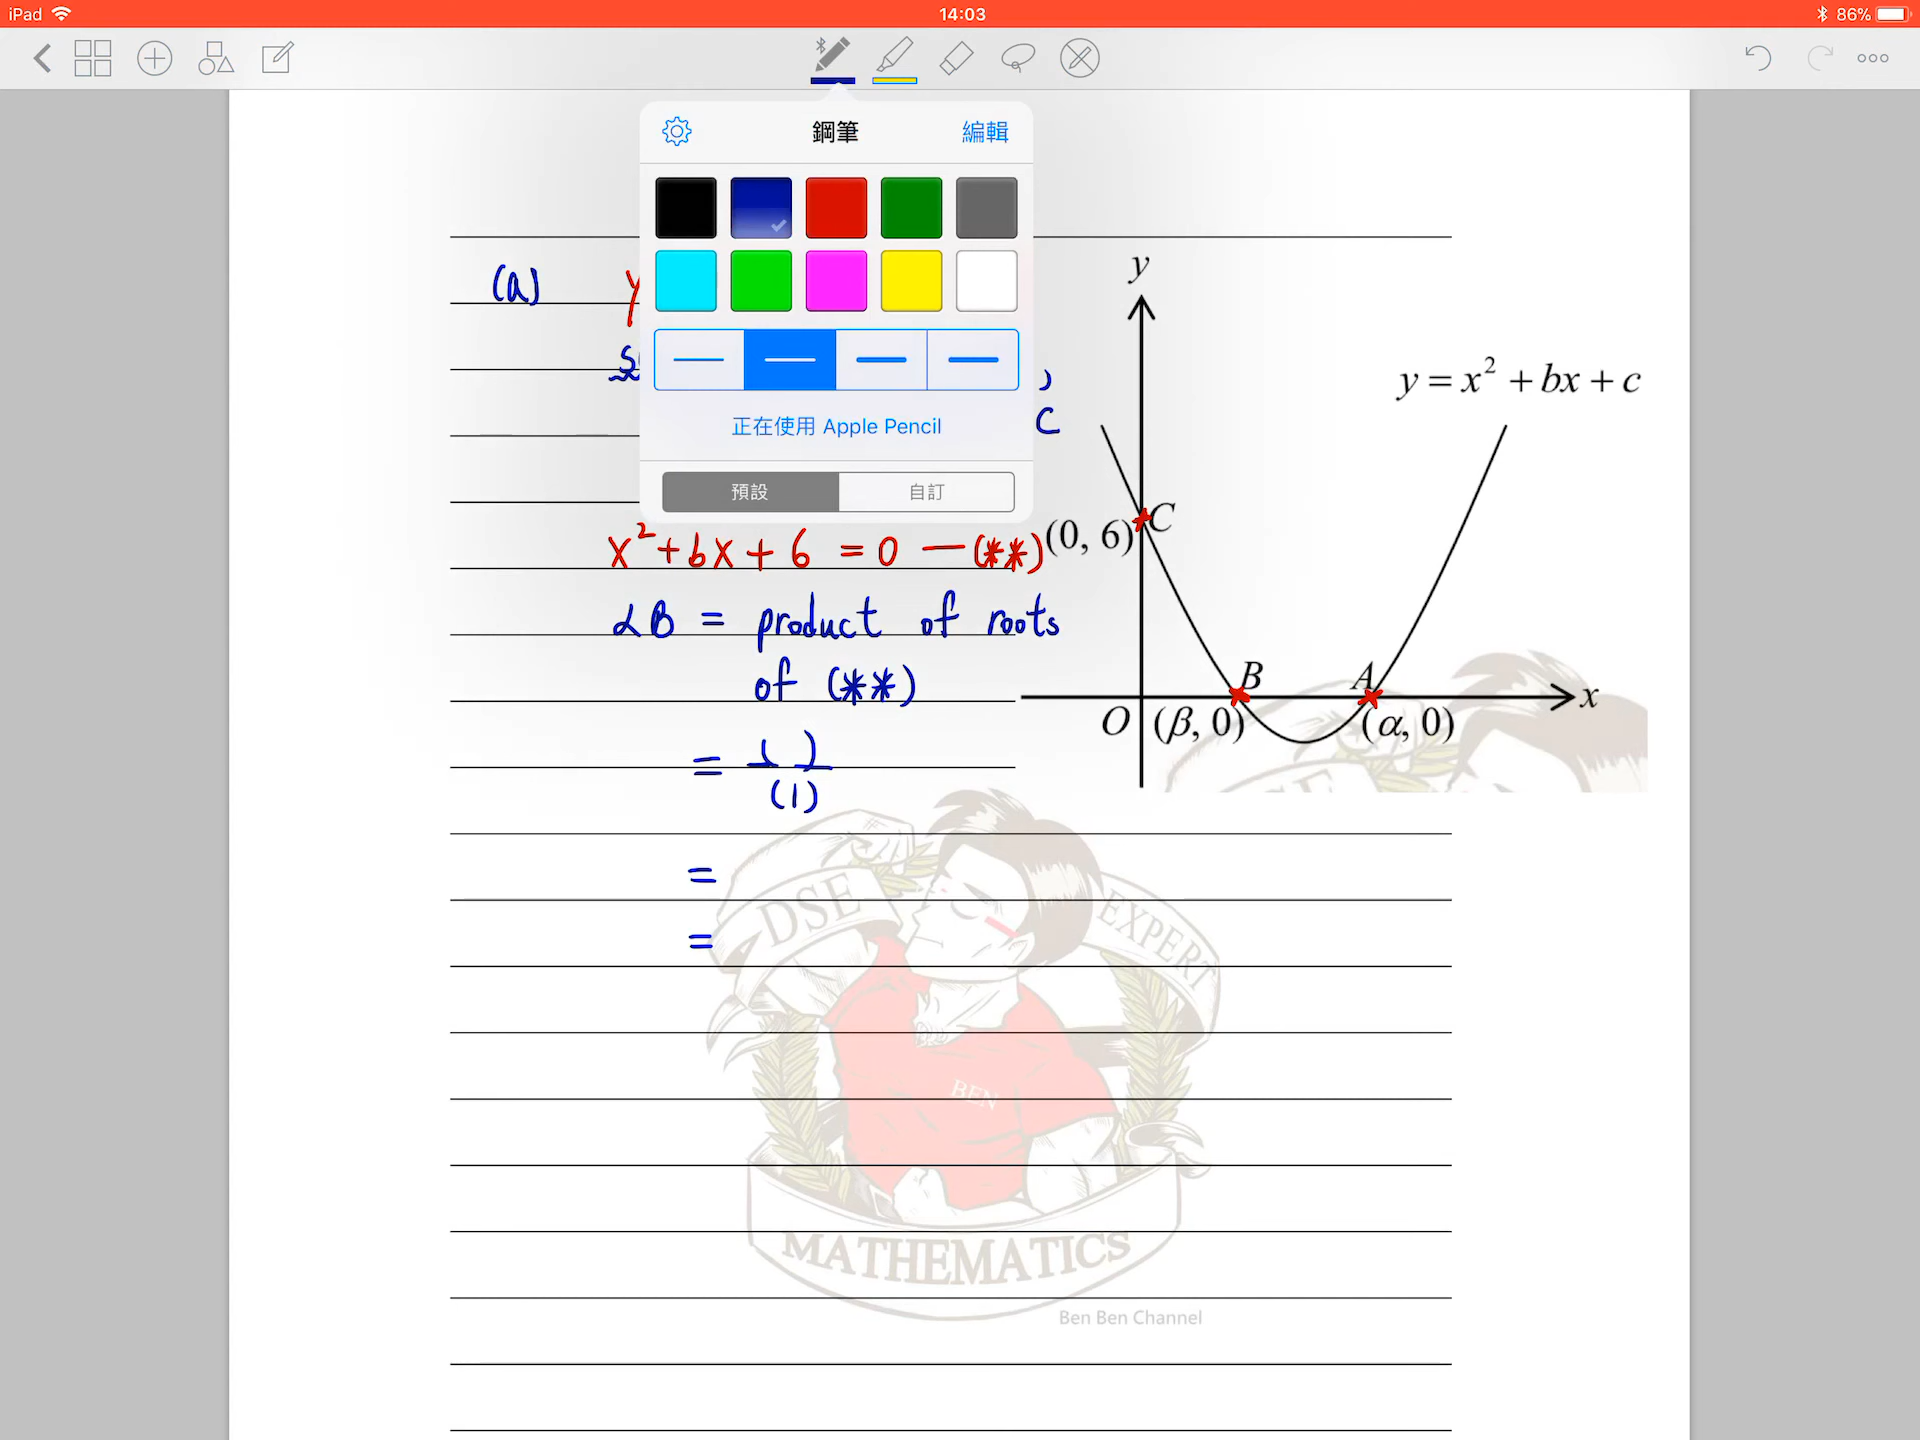 iPad 14:03 86%
鋼筆 編輯
正在使用 Apple Pencil
預設 自訂
(a) y
C
x²+bx+6 = 0 — (**)
αβ = product of roots
of (**)
= ( )
(1)
=
=
y
y = x² + bx + c
C
(0, 6)
B A
O (β, 0) (α, 0) x
DSE EXPERT
BEN
MATHEMATICS
Ben Ben Channel